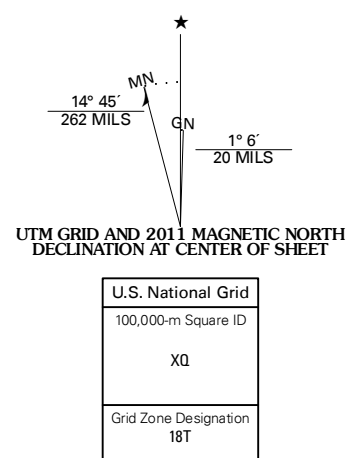 ★
MN
GN
14° 45´
262 MILS
1° 6´
20 MILS
UTM GRID AND 2011 MAGNETIC NORTH
DECLINATION AT CENTER OF SHEET
U.S. National Grid
100,000-m Square ID
XQ
Grid Zone Designation
18T